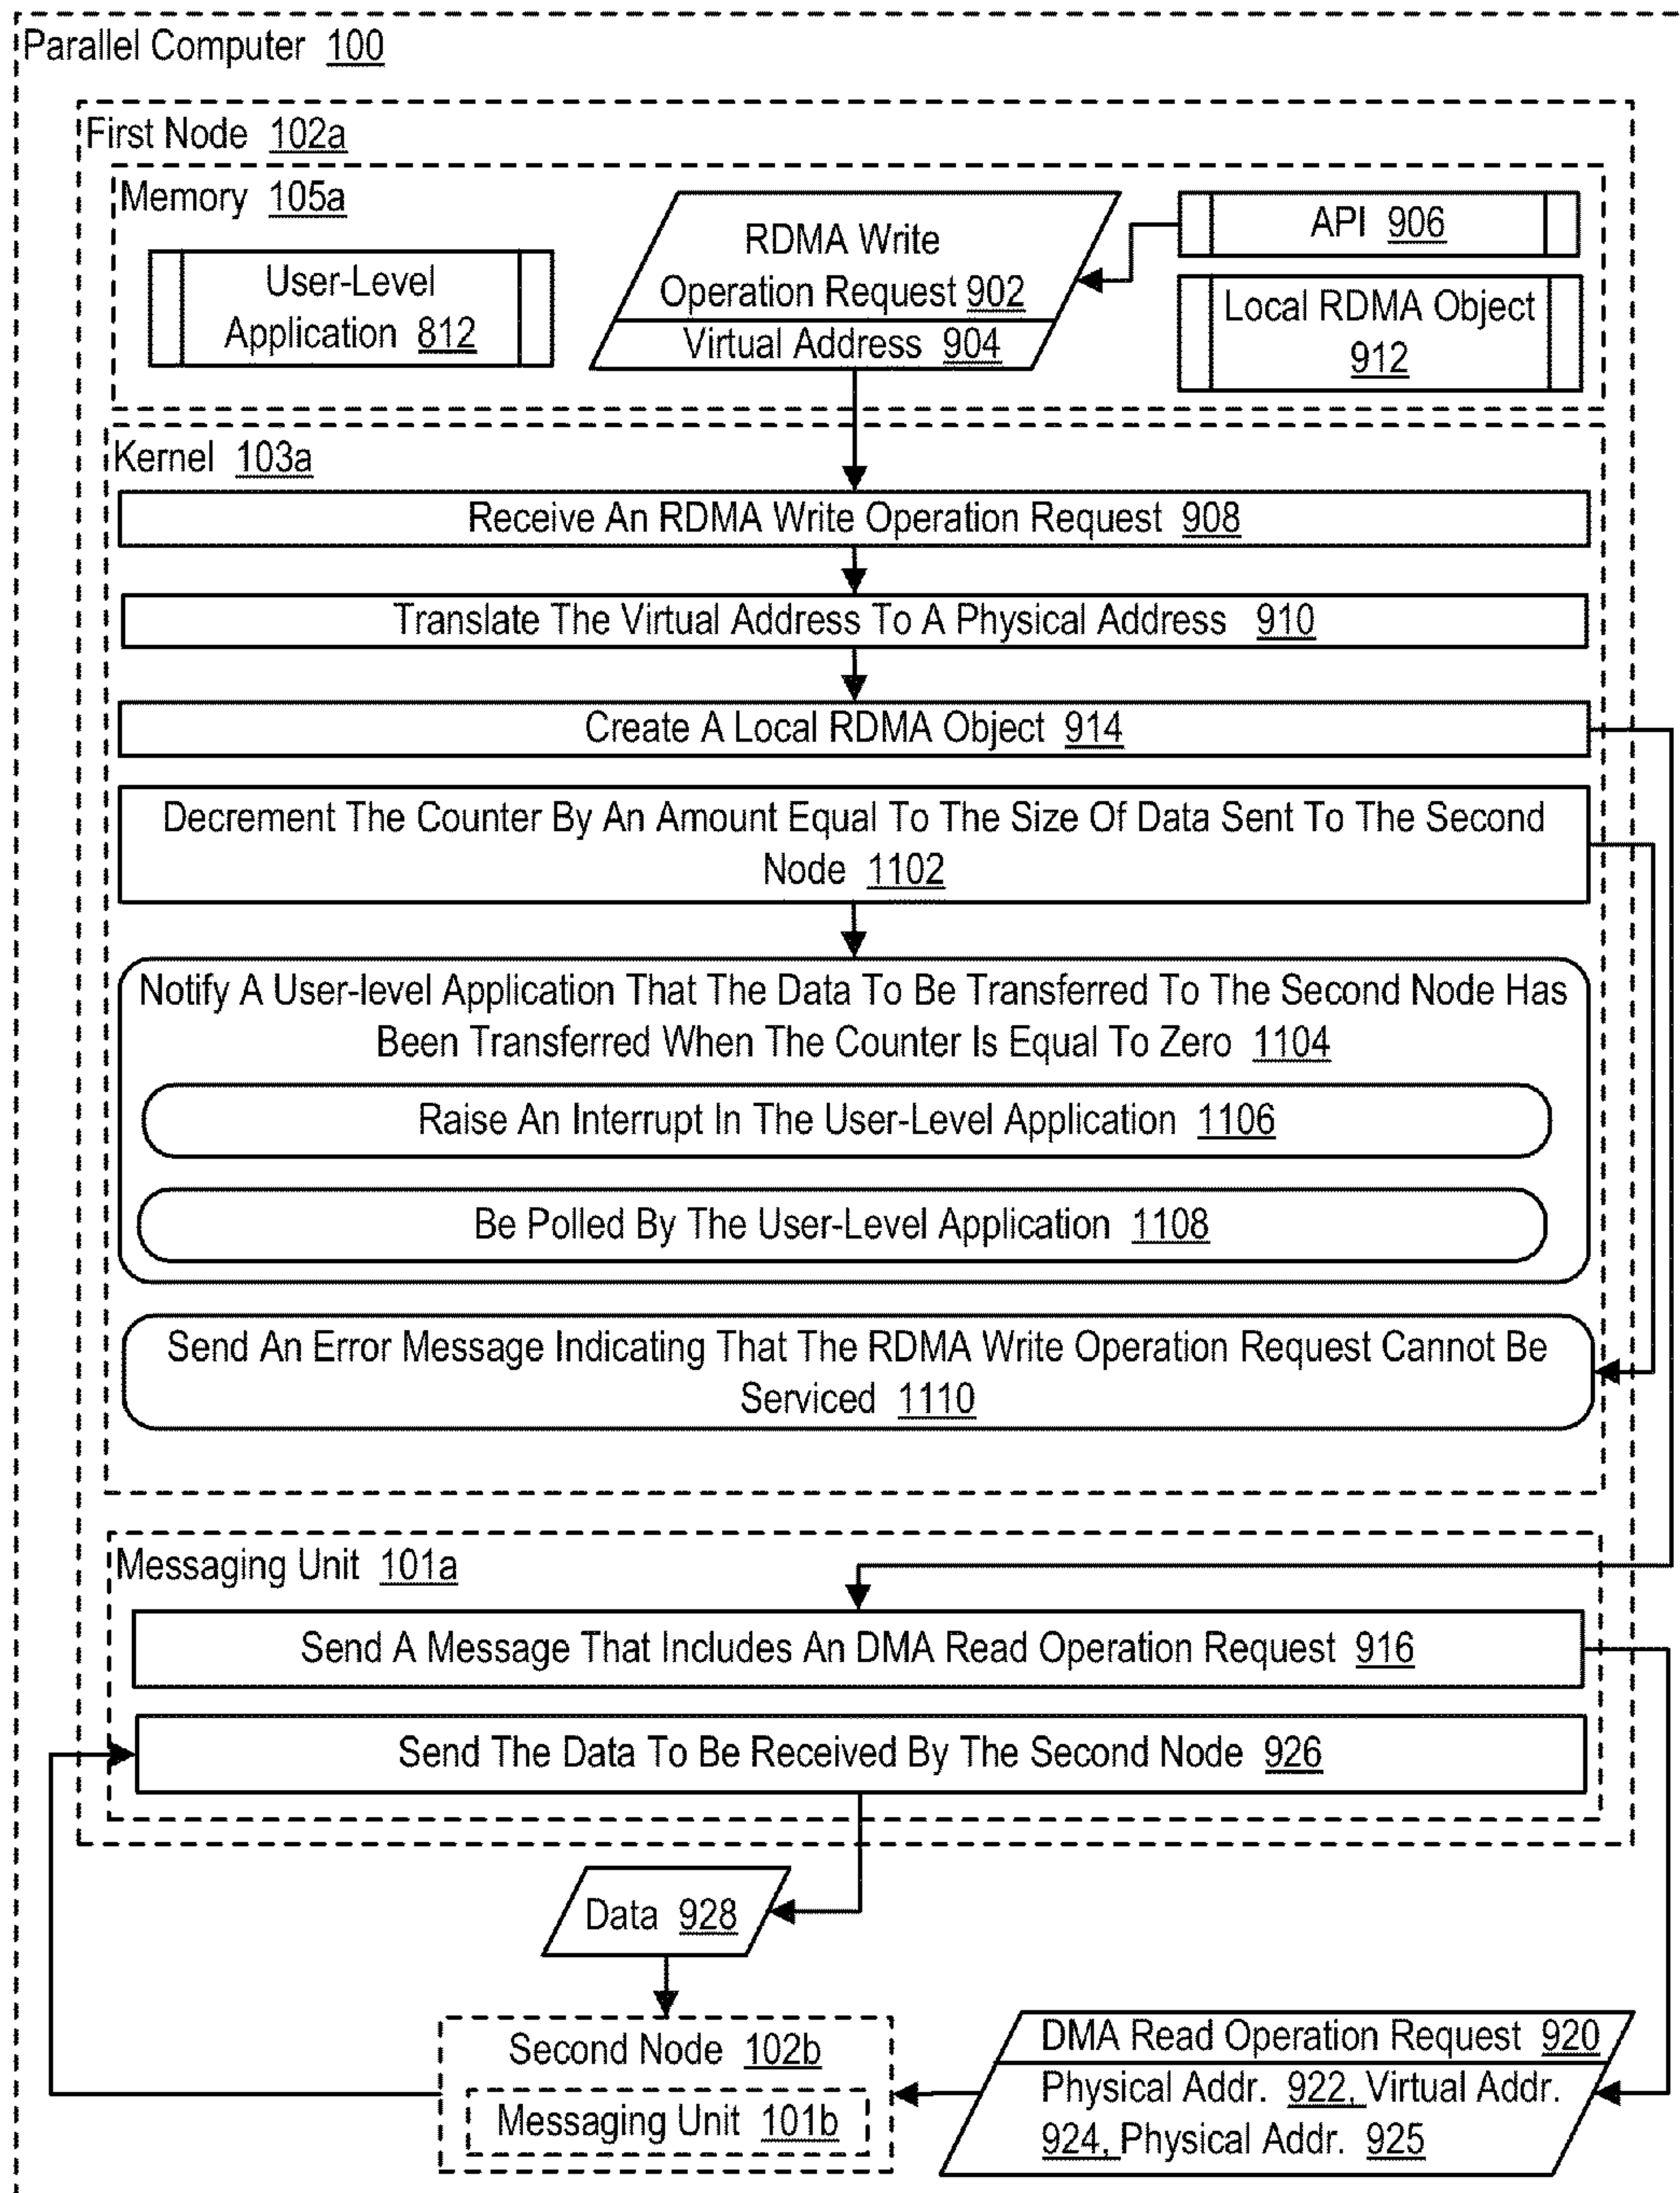 Parallel Computer 100
First Node 102a
Memory 105a
User-Level
Application 812
RDMA Write
Operation Request 902
Virtual Address 904
API 906
Local RDMA Object
912
Kernel 103a
Receive An RDMA Write Operation Request 908
Translate The Virtual Address To A Physical Address 910
Create A Local RDMA Object 914
Decrement The Counter By An Amount Equal To The Size Of Data Sent To The Second
Node 1102
Notify A User-level Application That The Data To Be Transferred To The Second Node Has
Been Transferred When The Counter Is Equal To Zero 1104
Raise An Interrupt In The User-Level Application 1106
Be Polled By The User-Level Application 1108
Send An Error Message Indicating That The RDMA Write Operation Request Cannot Be
Serviced 1110
Messaging Unit 101a
Send A Message That Includes An DMA Read Operation Request 916
Send The Data To Be Received By The Second Node 926
Data 928
Second Node 102b
Messaging Unit 101b
DMA Read Operation Request 920
Physical Addr. 922, Virtual Addr.
924, Physical Addr. 925